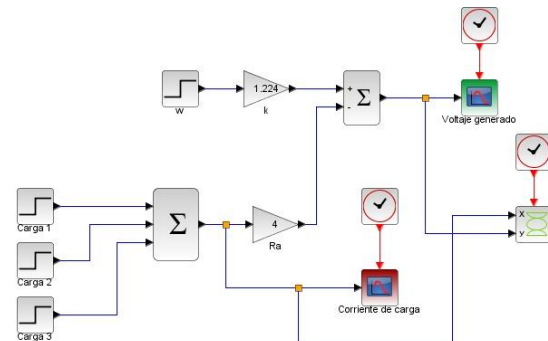 1.224
W
k
+
-
Σ
Voltaje generado
x
y
Carga 1
Carga 2
Carga 3
Σ
4
Ra
Corriente de carga